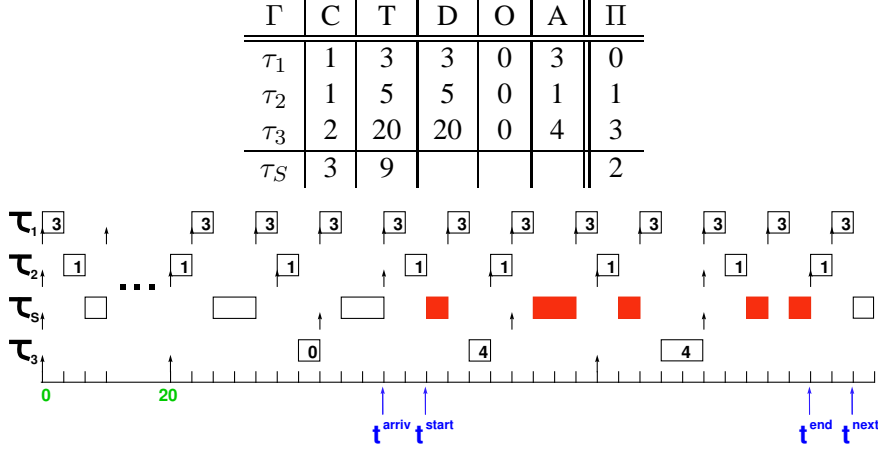 Γ C T D O A Π
τ₁ 1 3 3 0 3 0
τ₂ 1 5 5 0 1 1
τ₃ 2 20 20 0 4 3
τ_S 3 9 2
τ₁ 3 3 3 3 3 3 3 3 3 3 3 3
τ₂ 1 ... 1 1 1 1 1 1 1
τ_S
τ₃ 0 4 4
0 20
t^arriv t^start t^end t^next